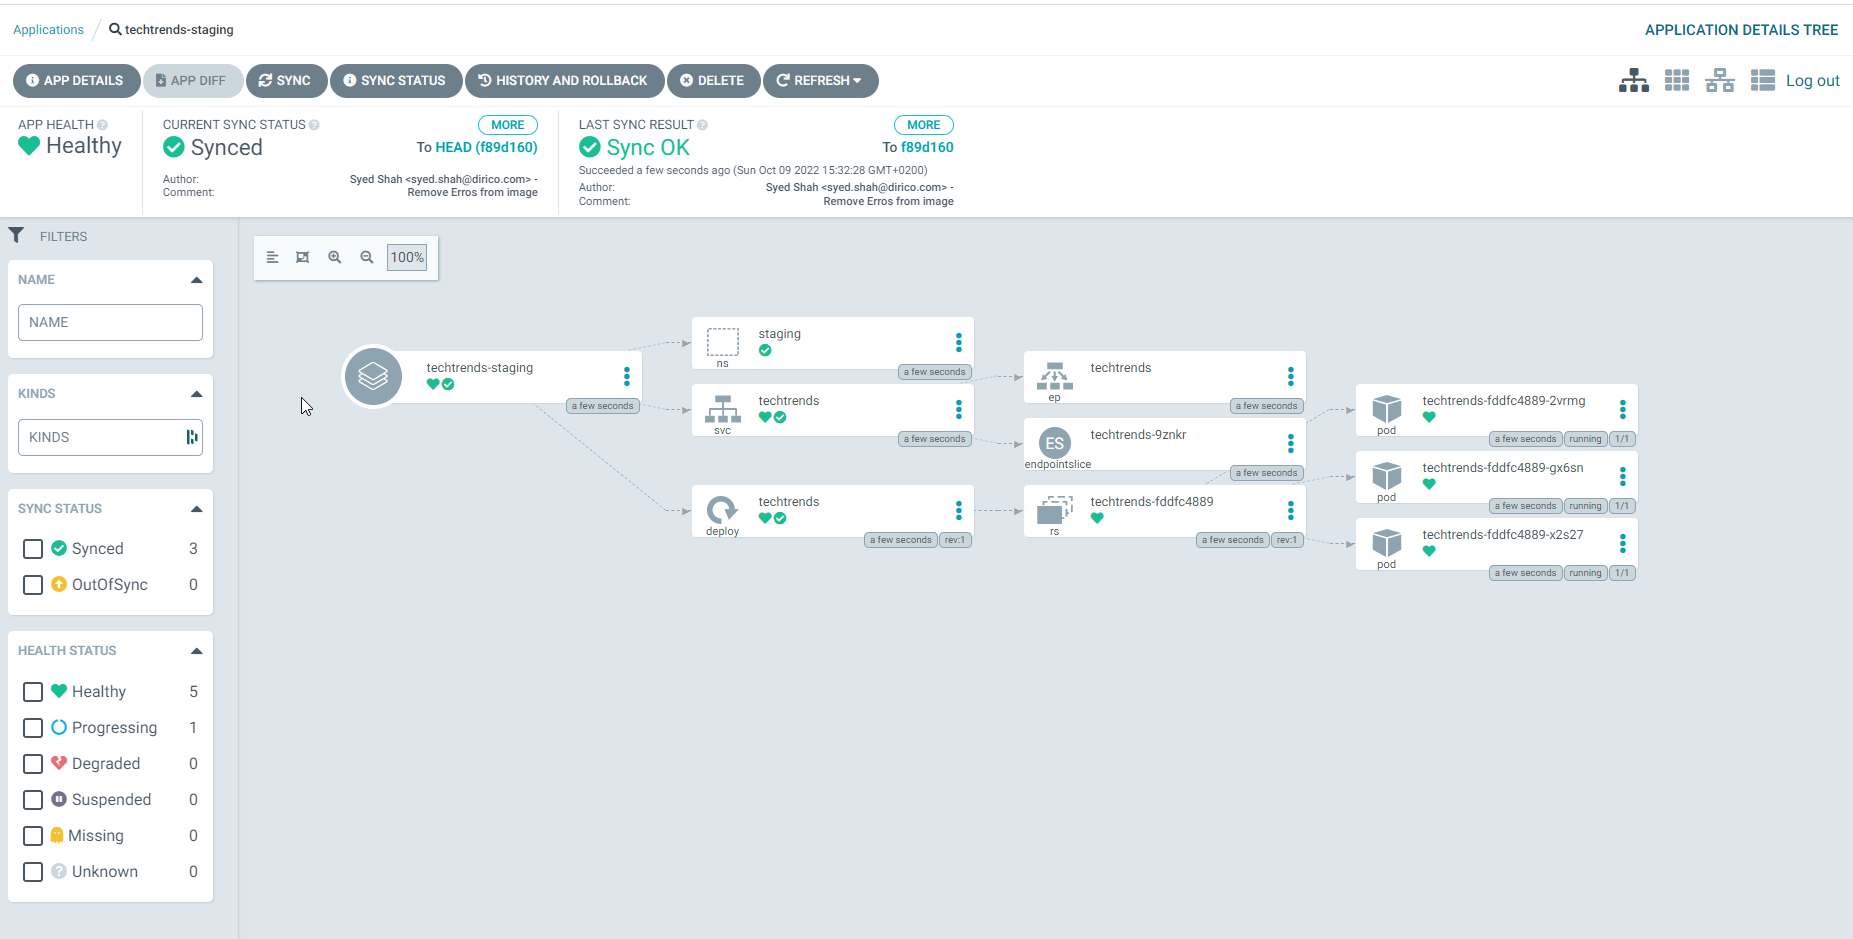 Applications
techtrends-staging
APPLICATION DETAILS TREE
APP DETAILS
APP DIFF
SYNC
SYNC STATUS
HISTORY AND ROLLBACK
DELETE
REFRESH
Log out
APP HEALTH
Healthy
CURRENT SYNC STATUS
MORE
Synced
To HEAD (f89d160)
Author:
Syed Shah <syed.shah@dirico.com> -
Comment:
Remove Erros from image
LAST SYNC RESULT
MORE
Sync OK
To f89d160
Succeeded a few seconds ago (Sun Oct 09 2022 15:32:28 GMT+0200)
Author:
Syed Shah <syed.shah@dirico.com> -
Comment:
Remove Erros from image
FILTERS
NAME
NAME
KINDS
KINDS
SYNC STATUS
Synced 3
OutOfSync 0
HEALTH STATUS
Healthy 5
Progressing 1
Degraded 0
Suspended 0
Missing 0
Unknown 0
100%
techtrends-staging
a few seconds
staging
ns
a few seconds
techtrends
svc
a few seconds
techtrends
deploy
a few seconds rev:1
techtrends
ep
a few seconds
ES
techtrends-9znkr
endpointslice
a few seconds
techtrends-fddfc4889
rs
a few seconds rev:1
techtrends-fddfc4889-2vrmg
pod
a few seconds running 1/1
techtrends-fddfc4889-gx6sn
pod
a few seconds running 1/1
techtrends-fddfc4889-x2s27
pod
a few seconds running 1/1